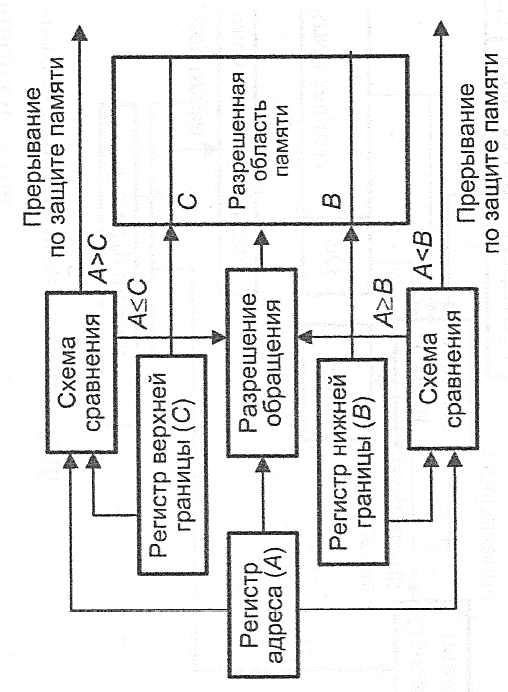 Прерывание
по защите памяти
A>C
Схема
сравнения
A≤C
Регистр верхней
границы (C)
C
Разрешенная
область
памяти
B
Регистр
адреса (A)
Разрешение
обращения
Регистр нижней
границы (B)
A≥B
Схема
сравнения
A<B
Прерывание
по защите памяти